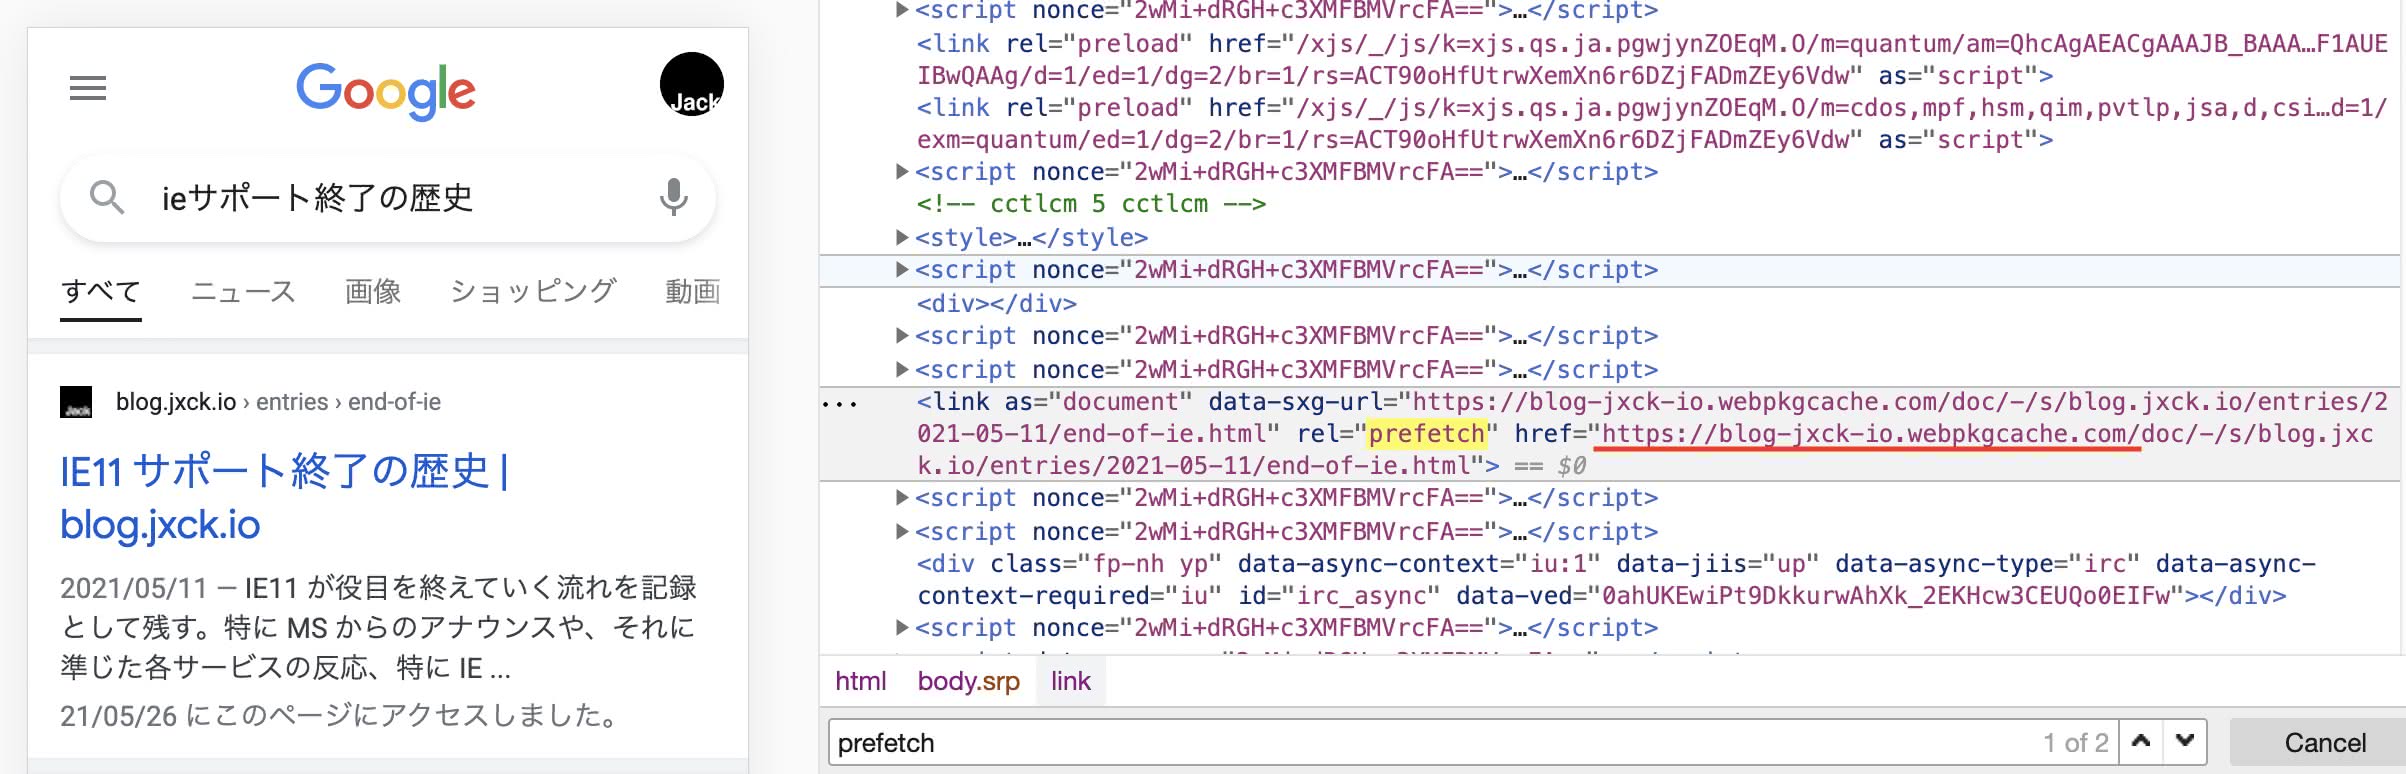 Google
Jack
ieサポート終了の歴史
すべて ニュース 画像 ショッピング 動画
Jack
blog.jxck.io › entries › end-of-ie
IE11 サポート終了の歴史 |
blog.jxck.io
2021/05/11 — IE11 が役目を終えていく流れを記録
として残す。特に MS からのアナウンスや、それに
準じた各サービスの反応、特に IE ...
21/05/26 にこのページにアクセスしました。
<script nonce="2wMi+dRGH+c3XMFBMVrcFA==">…</script>
<link rel="preload" href="/xjs/_/js/k=xjs.qs.ja.pgwjynZOEqM.O/m=quantum/am=QhcAgAEACgAAAJB_BAAA…F1AUE
IBwQAAg/d=1/ed=1/dg=2/br=1/rs=ACT90oHfUtrwXemXn6r6DZjFADmZEy6Vdw" as="script">
<link rel="preload" href="/xjs/_/js/k=xjs.qs.ja.pgwjynZOEqM.O/m=cdos,mpf,hsm,qim,pvtlp,jsa,d,csi…d=1/
exm=quantum/ed=1/dg=2/br=1/rs=ACT90oHfUtrwXemXn6r6DZjFADmZEy6Vdw" as="script">
<script nonce="2wMi+dRGH+c3XMFBMVrcFA==">…</script>
<!-- cctlcm 5 cctlcm -->
<style>…</style>
<script nonce="2wMi+dRGH+c3XMFBMVrcFA==">…</script>
<div></div>
<script nonce="2wMi+dRGH+c3XMFBMVrcFA==">…</script>
<script nonce="2wMi+dRGH+c3XMFBMVrcFA==">…</script>
<link as="document" data-sxg-url="https://blog-jxck-io.webpkgcache.com/doc/-/s/blog.jxck.io/entries/2
021-05-11/end-of-ie.html" rel="prefetch" href="https://blog-jxck-io.webpkgcache.com/doc/-/s/blog.jxc
k.io/entries/2021-05-11/end-of-ie.html"> == $0
<script nonce="2wMi+dRGH+c3XMFBMVrcFA==">…</script>
<script nonce="2wMi+dRGH+c3XMFBMVrcFA==">…</script>
<div class="fp-nh yp" data-async-context="iu:1" data-jiis="up" data-async-type="irc" data-async-
context-required="iu" id="irc_async" data-ved="0ahUKEwiPt9DkkurwAhXk_2EKHcw3CEUQo0EIFw"></div>
<script nonce="2wMi+dRGH+c3XMFBMVrcFA==">…</script>
html body.srp link
prefetch 1 of 2 Cancel